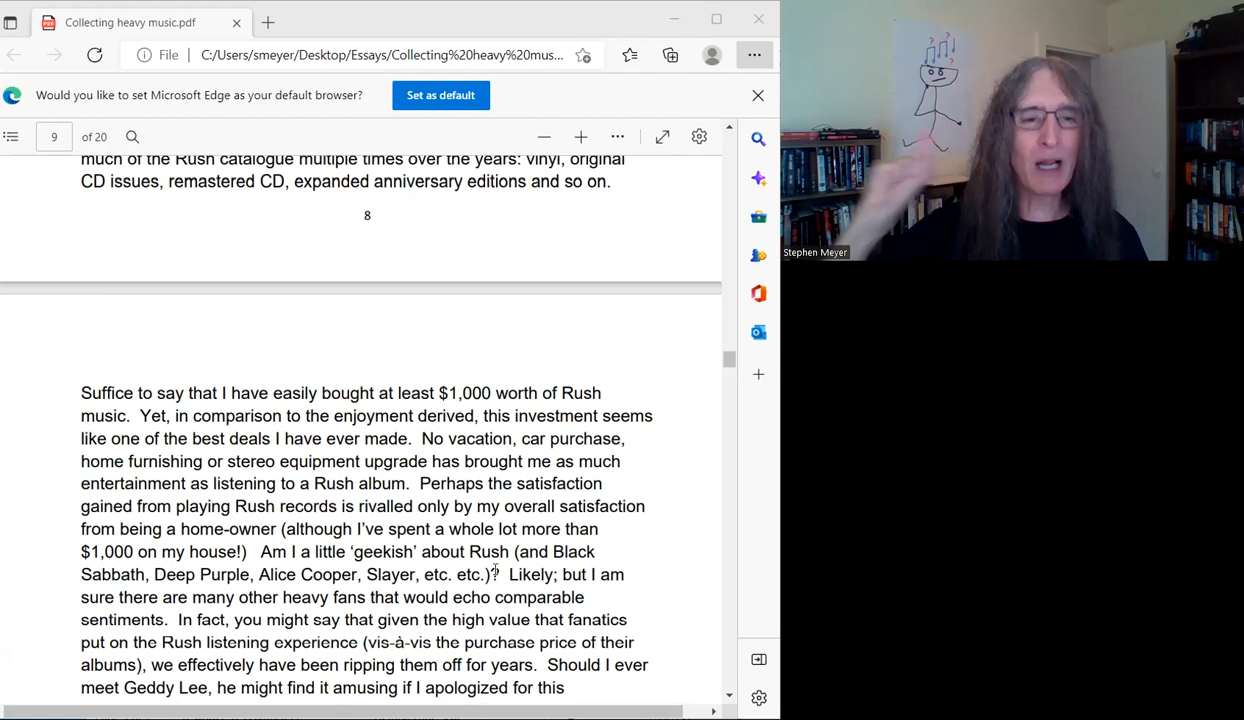 Collecting heavy music.pdf
File
C:/Users/smeyer/Desktop/Essays/Collecting%20heavy%20mus...
Would you like to set Microsoft Edge as your default browser?
Set as default
9 of 20
much of the Rush catalogue multiple times over the years: vinyl, original
CD issues, remastered CD, expanded anniversary editions and so on.
8
Suffice to say that I have easily bought at least $1,000 worth of Rush
music. Yet, in comparison to the enjoyment derived, this investment seems
like one of the best deals I have ever made. No vacation, car purchase,
home furnishing or stereo equipment upgrade has brought me as much
entertainment as listening to a Rush album. Perhaps the satisfaction
gained from playing Rush records is rivalled only by my overall satisfaction
from being a home-owner (although I've spent a whole lot more than
$1,000 on my house!) Am I a little 'geekish' about Rush (and Black
Sabbath, Deep Purple, Alice Cooper, Slayer, etc. etc.)? Likely; but I am
sure there are many other heavy fans that would echo comparable
sentiments. In fact, you might say that given the high value that fanatics
put on the Rush listening experience (vis-à-vis the purchase price of their
albums), we effectively have been ripping them off for years. Should I ever
meet Geddy Lee, he might find it amusing if I apologized for this
? ? ?
Stephen Meyer